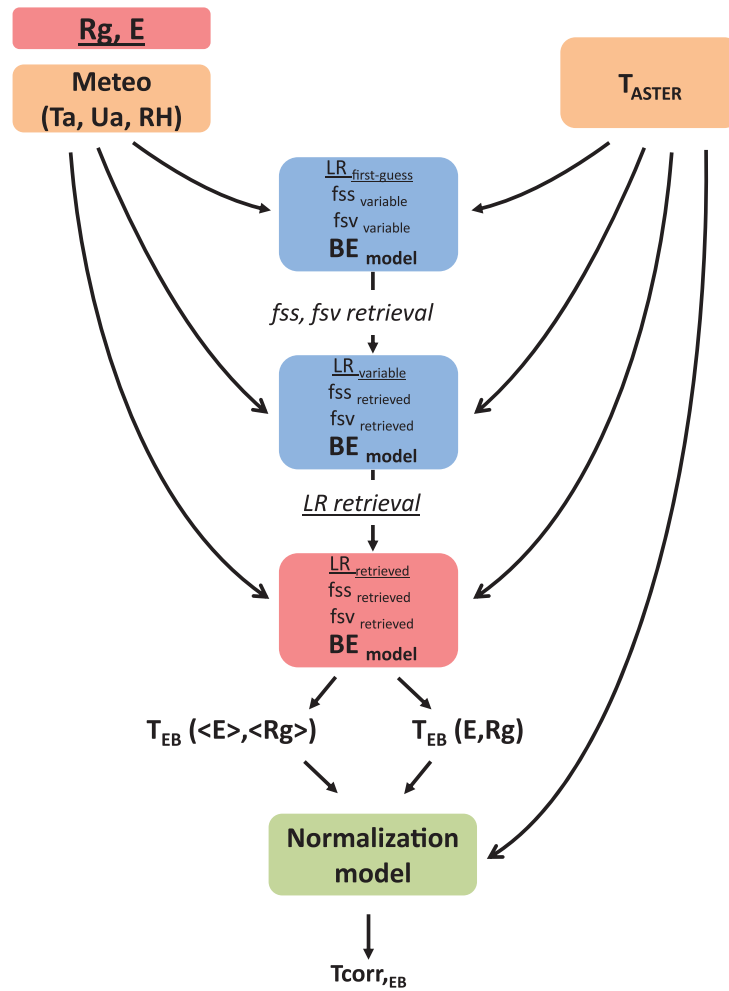 Rg, E
Meteo
(Ta, Ua, RH)
T ASTER
LR first-guess
fss variable
fsv variable
BE model
fss, fsv retrieval
LR variable
fss retrieved
fsv retrieved
BE model
LR retrieval
LR retrieved
fss retrieved
fsv retrieved
BE model
TEB (<E>,<Rg>)
TEB (E,Rg)
Normalization
model
Tcorr,EB